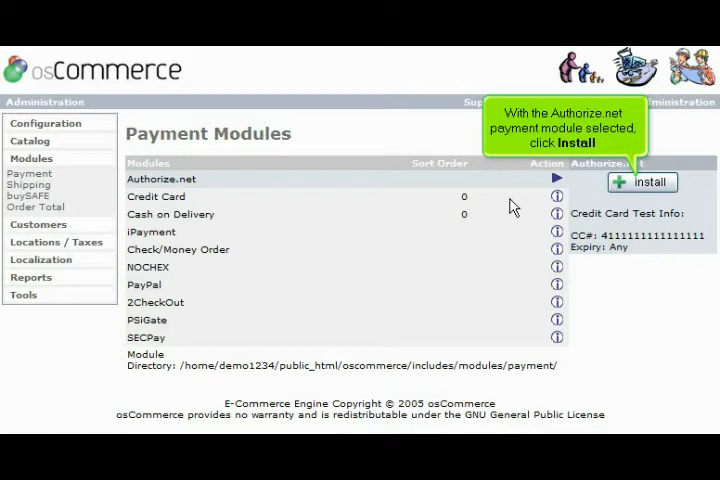 osCommerce
Administration
Sup
dministration
With the Authorize.net
payment module selected,
click Install
Configuration
Catalog
Modules
Payment
Shipping
buySAFE
Order Total
Customers
Locations / Taxes
Localization
Reports
Tools
Payment Modules
Modules Sort Order Action
Authorize.net
Credit Card 0
Cash on Delivery 0
iPayment
Check/Money Order
NOCHEX
PayPal
2CheckOut
PSiGate
SECPay
Module
Directory: /home/demo1234/public_html/oscommerce/includes/modules/payment/
Authorize.net
install
Credit Card Test Info:
CC#: 4111111111111111
Expiry: Any
E-Commerce Engine Copyright © 2005 osCommerce
osCommerce provides no warranty and is redistributable under the GNU General Public License